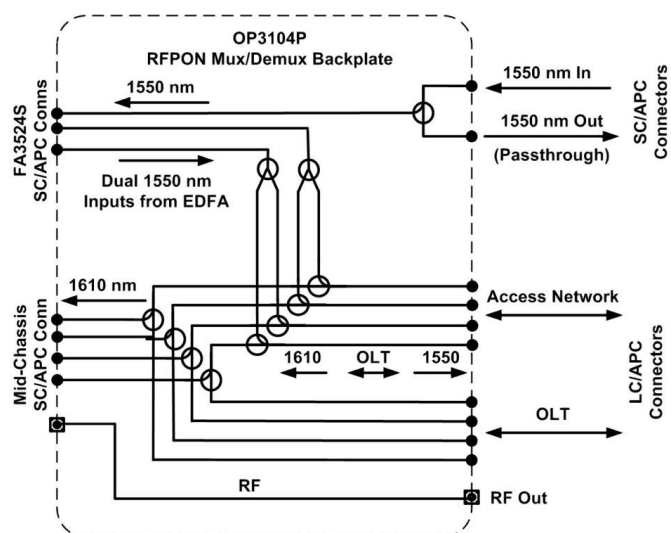 OP3104P
RFPON Mux/Demux Backplate
FA3524S
SC/APC Conns
1550 nm
1550 nm In
1550 nm Out
(Passthrough)
SC/APC
Connectors
Dual 1550 nm
Inputs from EDFA
Mid-Chassis
SC/APC Conn
1610 nm
Access Network
1610
OLT
1550
LC/APC
Connectors
OLT
RF
RF Out